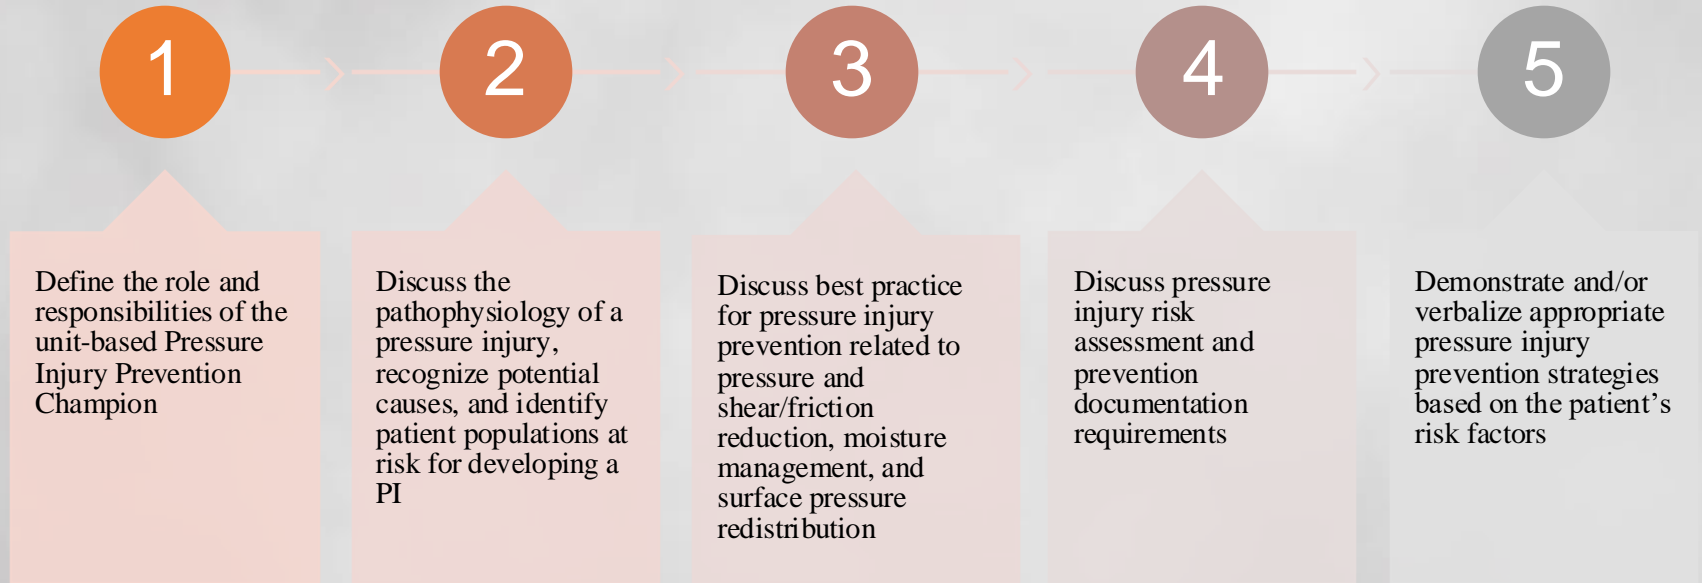 1
2
3
4
5
Define the role and
responsibilities of the
unit-based Pressure
Injury Prevention
Champion
Discuss the
pathophysiology of a
pressure injury,
recognize potential
causes, and identify
patient populations at
risk for developing a
PI
Discuss best practice
for pressure injury
prevention related to
pressure and
shear/friction
reduction, moisture
management, and
surface pressure
redistribution
Discuss pressure
injury risk
assessment and
prevention
documentation
requirements
Demonstrate and/or
verbalize appropriate
pressure injury
prevention strategies
based on the patient’s
risk factors